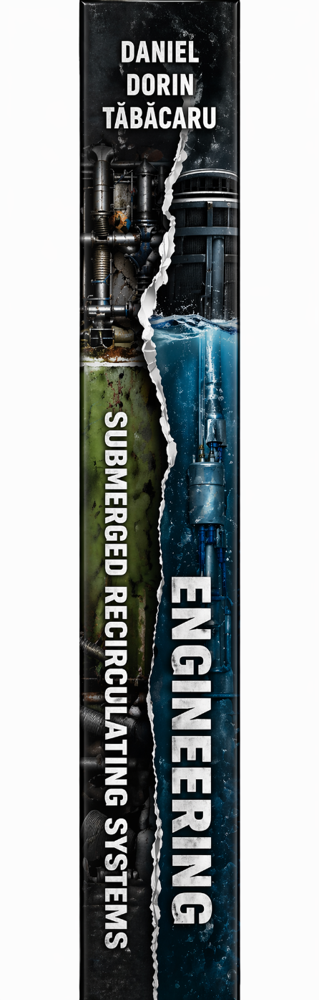 DANIEL
DORIN
TĂBĂCARU
ENGINEERING
SUBMERGED RECIRCULATING SYSTEMS